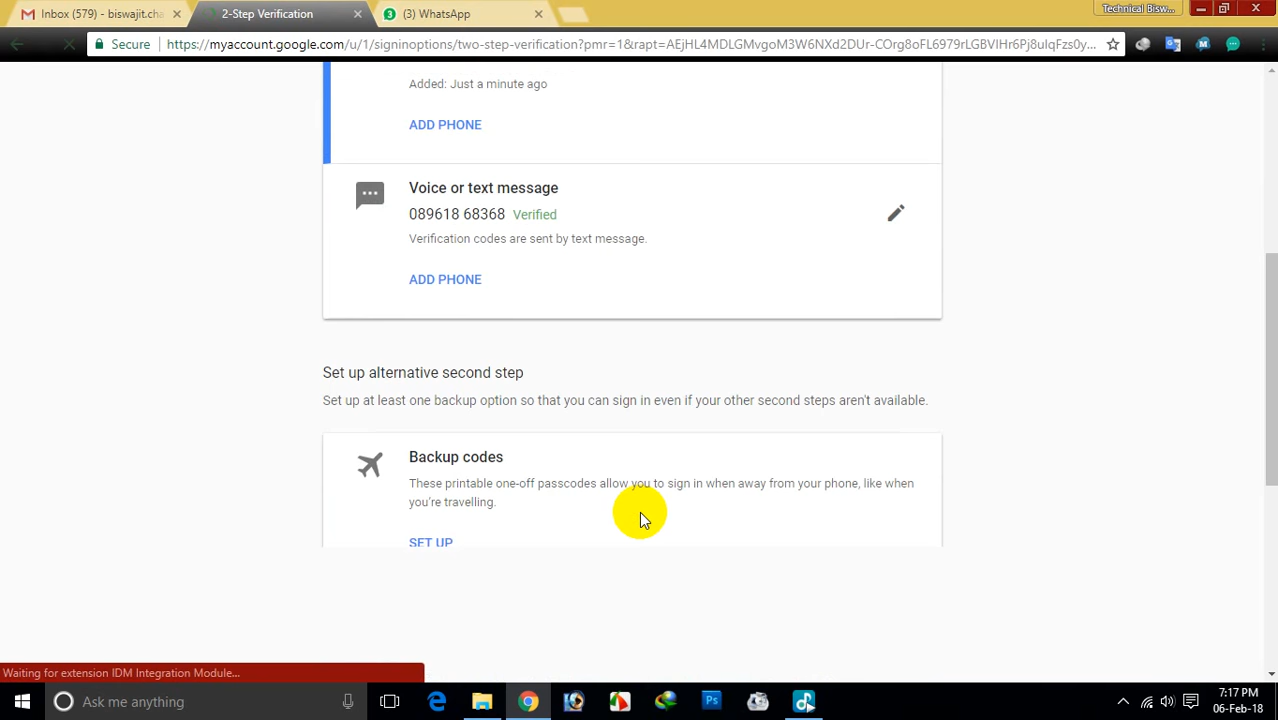 Inbox (579) - biswajit.cha
2-Step Verification
(3) WhatsApp
Technical Bisw...
Secure
https://myaccount.google.com/u/1/signinoptions/two-step-verification?pmr=1&rapt=AEjHL4MDLGMvgoM3W6NXd2DUr-COrg8oFL6979rLGBVIHr6Pj8ulqFzs0y...
Added: Just a minute ago
ADD PHONE
Voice or text message
089618 68368 Verified
Verification codes are sent by text message.
ADD PHONE
Set up alternative second step
Set up at least one backup option so that you can sign in even if your other second steps aren't available.
Backup codes
These printable one-off passcodes allow you to sign in when away from your phone, like when
you're travelling.
SET UP
Waiting for extension IDM Integration Module...
Ask me anything
Ps
7:17 PM
06-Feb-18